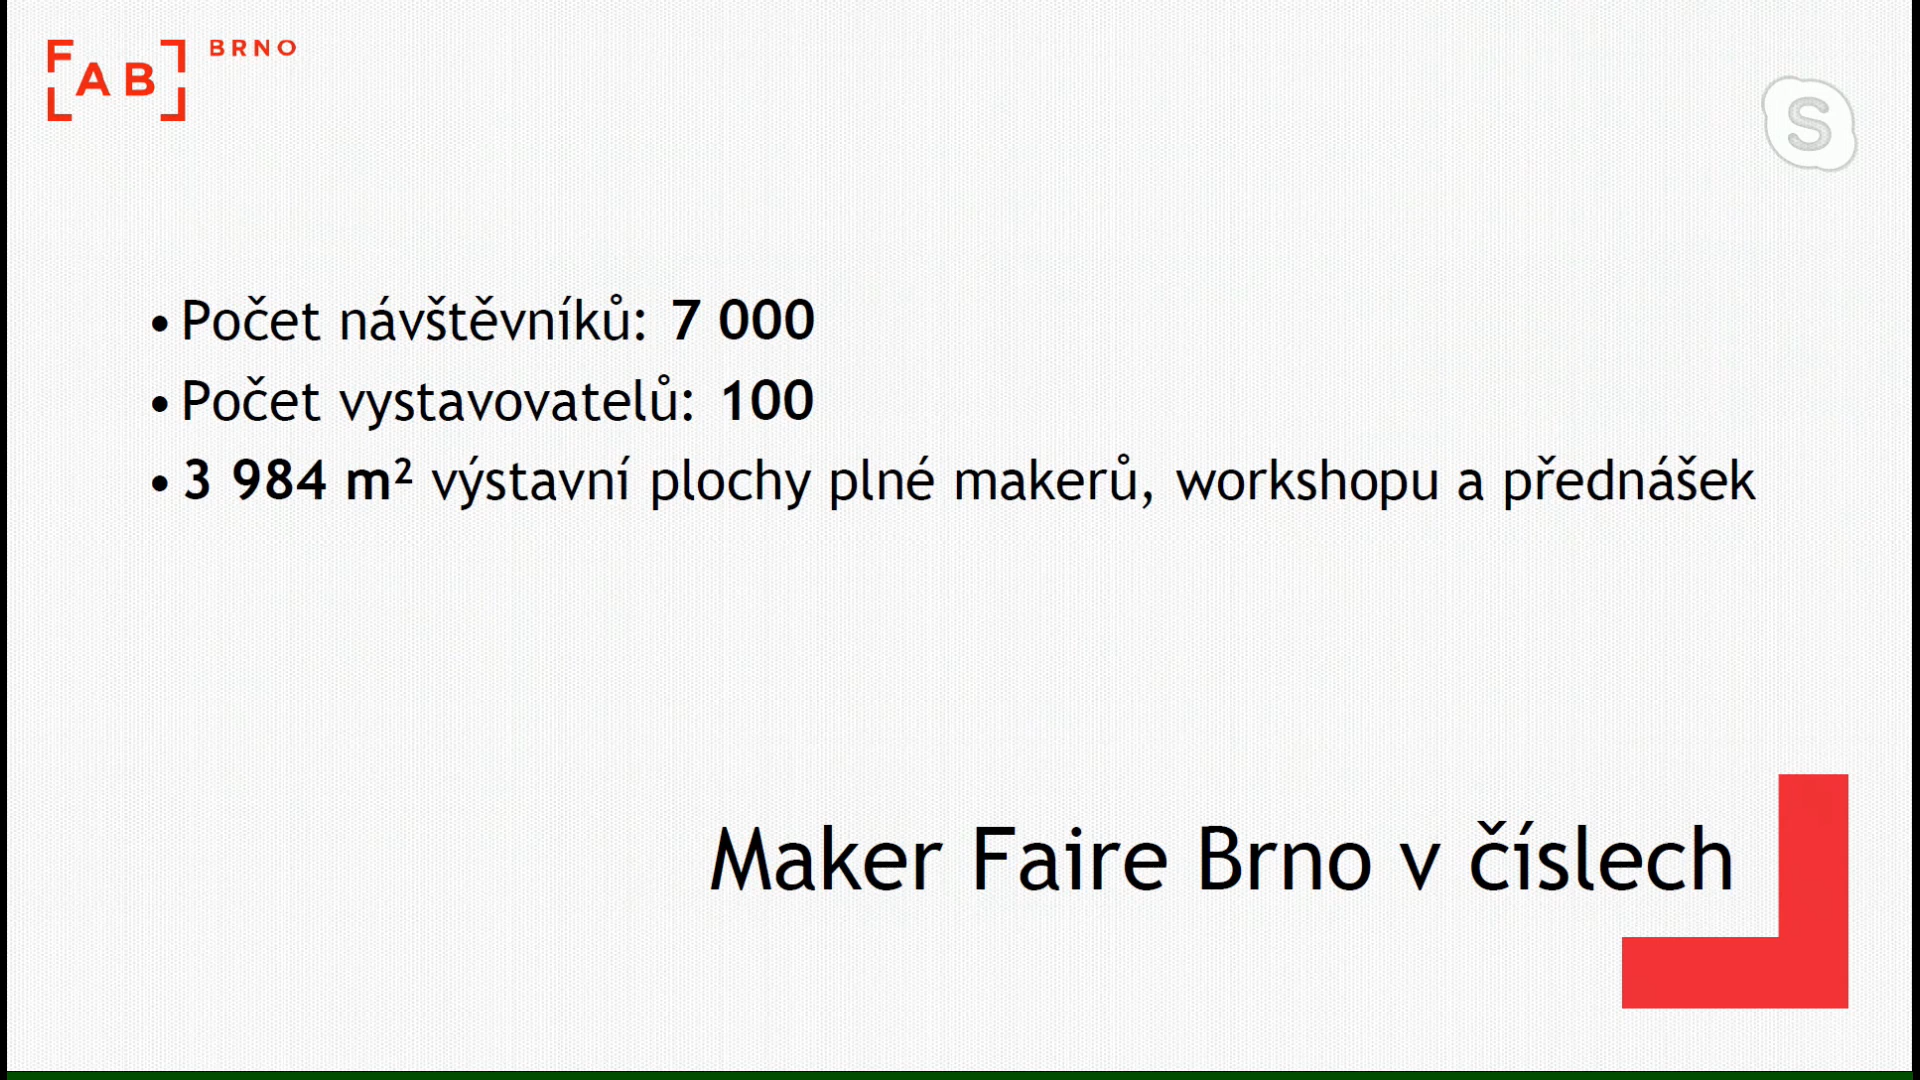 FAB BRNO
S
• Počet návštěvníků: 7 000
• Počet vystavovatelů: 100
• 3 984 m² výstavní plochy plné makerů, workshopu a přednášek
Maker Faire Brno v číslech